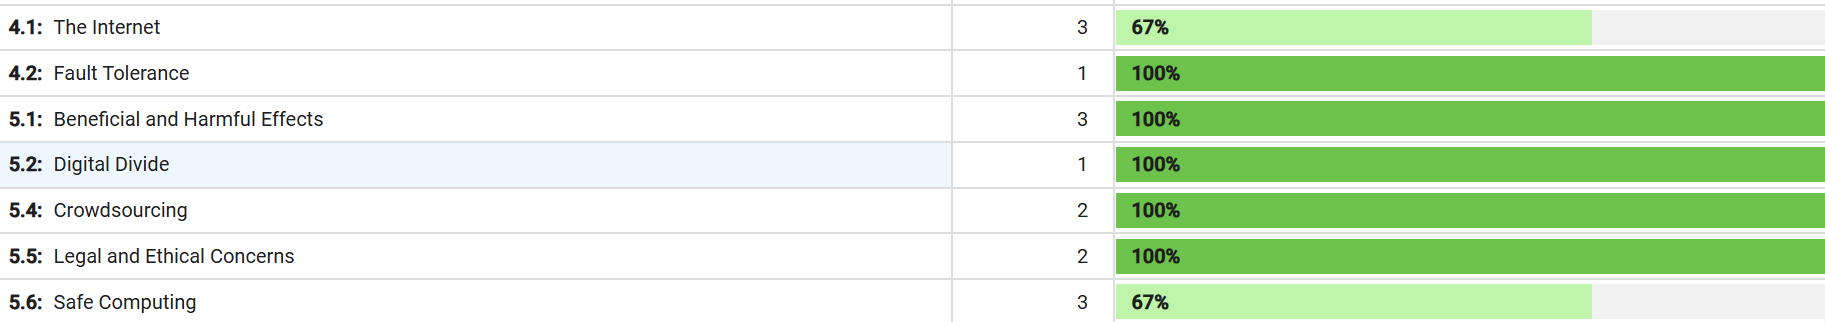 4.1: The Internet 3 67%
4.2: Fault Tolerance 1 100%
5.1: Beneficial and Harmful Effects 3 100%
5.2: Digital Divide 1 100%
5.4: Crowdsourcing 2 100%
5.5: Legal and Ethical Concerns 2 100%
5.6: Safe Computing 3 67%